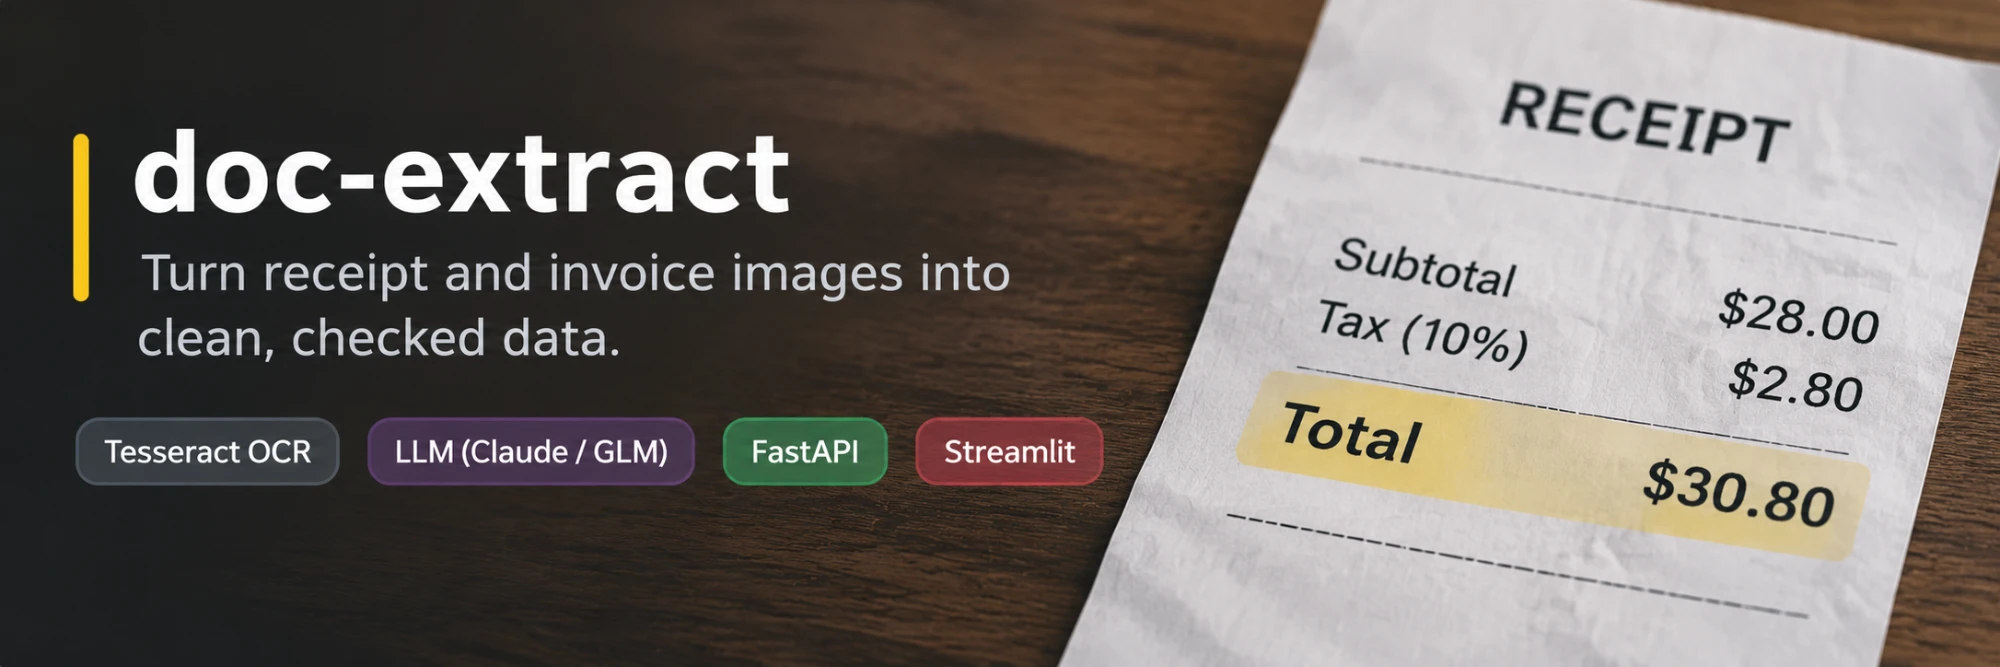 doc-extract
Turn receipt and invoice images into
clean, checked data.
Tesseract OCR
LLM (Claude / GLM)
FastAPI
Streamlit
RECEIPT
Subtotal $28.00
Tax (10%) $2.80
Total $30.80